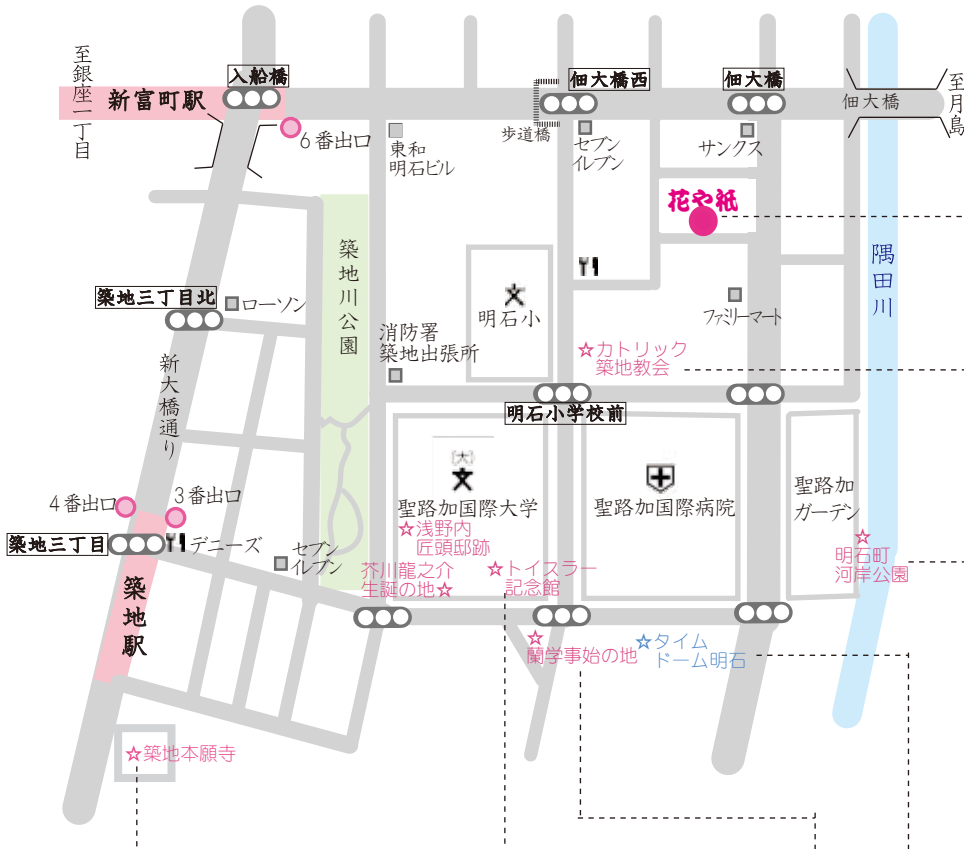 至銀座一丁目
新富町駅
入船橋
6番出口
東和
明石ビル
歩道橋
佃大橋西
セブン
イレブン
佃大橋
サンクス
佃大橋
至月島
花や祇
隅田川
築地川公園
築地三丁目北
ローソン
文
明石小
ファミリーマート
消防署
築地出張所
☆カトリック
築地教会
新大橋通り
明石小学校前
(大)
文
聖路加国際大学
聖路加国際病院
聖路加
ガーデン
☆浅野内
匠頭邸跡
4番出口
3番出口
築地三丁目
デニーズ
セブン
イレブン
芥川龍之介
生誕の地☆
☆トイスラー
記念館
☆
明石町
河岸公園
築地駅
☆
蘭学事始の地
☆タイム
ドーム明石
☆築地本願寺